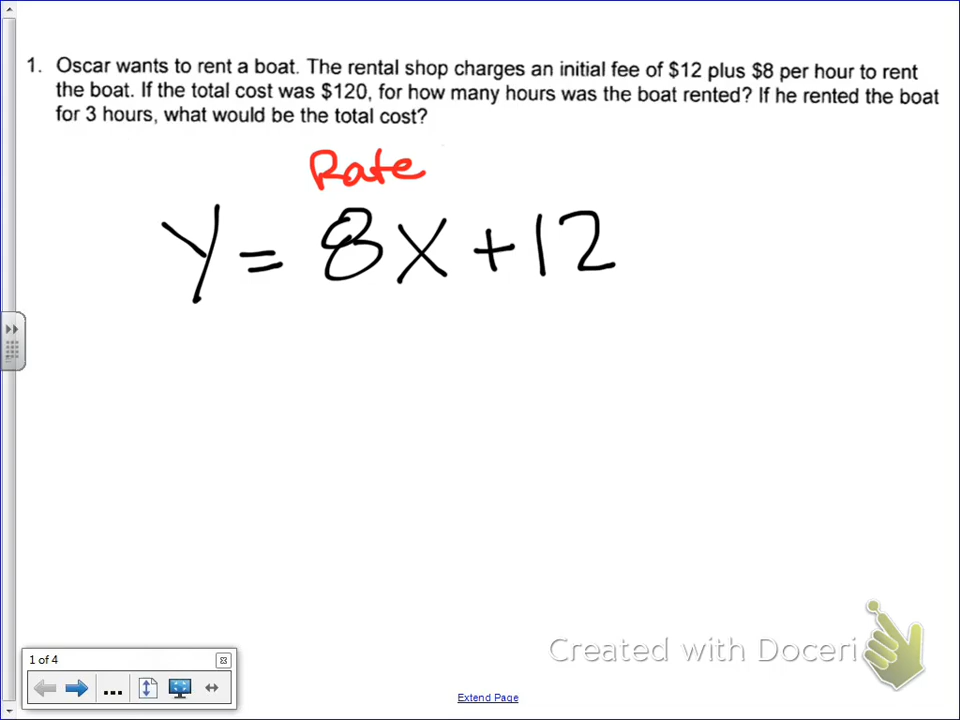 1. Oscar wants to rent a boat. The rental shop charges an initial fee of $12 plus $8 per hour to rent
the boat. If the total cost was $120, for how many hours was the boat rented? If he rented the boat
for 3 hours, what would be the total cost?
Rate
y = 8x + 12
Created with Doceri
1 of 4
...
Extend Page